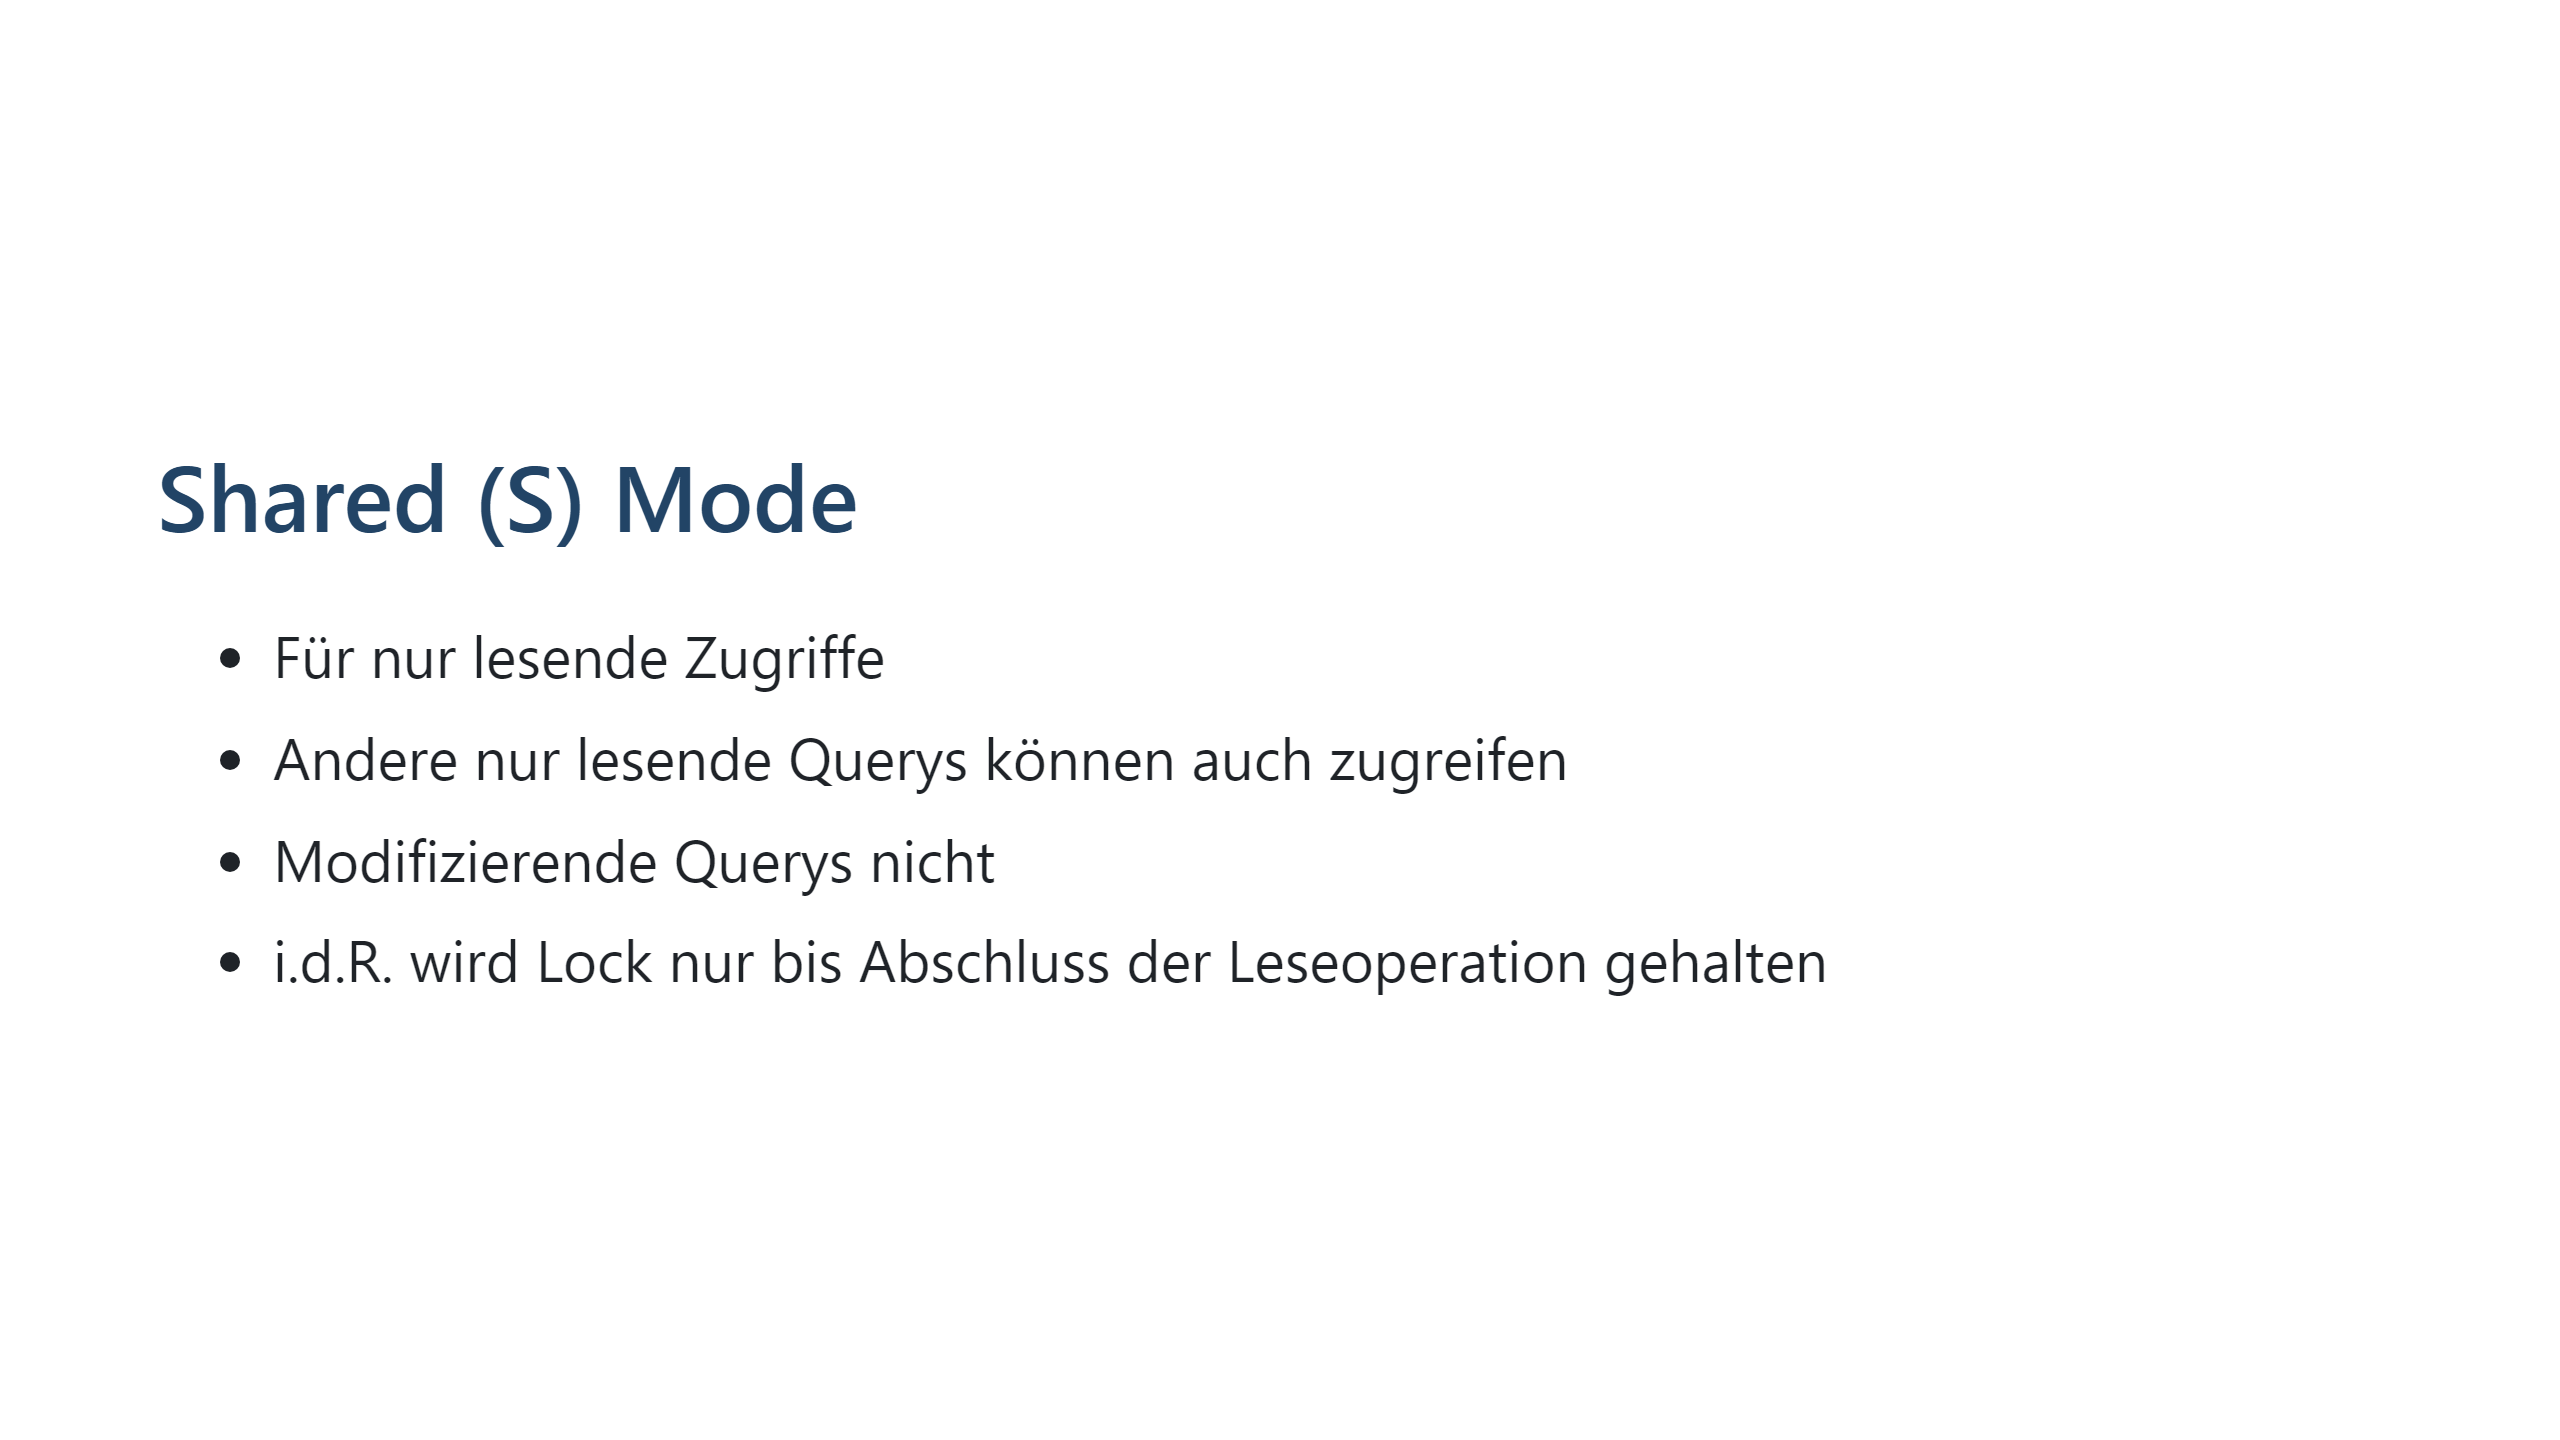 Shared (S) Mode
• Für nur lesende Zugriffe
• Andere nur lesende Querys können auch zugreifen
• Modifizierende Querys nicht
• i.d.R. wird Lock nur bis Abschluss der Leseoperation gehalten